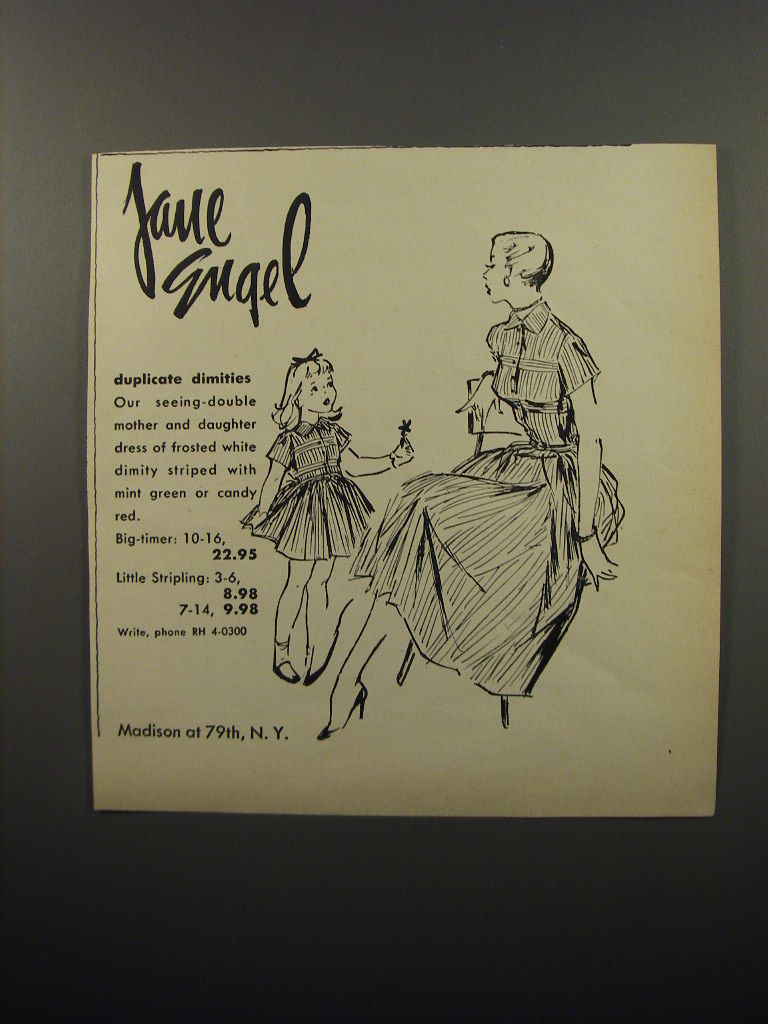 Jane
Engel
duplicate dimities
Our seeing-double
mother and daughter
dress of frosted white
dimity striped with
mint green or candy
red.
Big-timer: 10-16,
22.95
Little Stripling: 3-6,
8.98
7-14, 9.98
Write, phone RH 4-0300
Madison at 79th, N. Y.